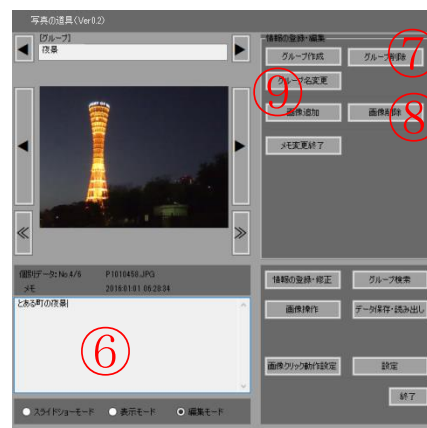 写真の道具(Ver0.2)
[グループ]
夜景
情報の登録・編集
グループ作成
グループ削除
⑦
グループ名変更
⑨
画像追加
画像削除
⑧
メモ変更終了
個別データ:No.4/6 P1010458.JPG
メモ 2016:01:01 06:28:34
とある町の夜景
⑥
情報の登録・修正
グループ検索
画像操作
データ保存・読み出し
画像クリック動作設定
設定
終了
スライドショーモード 表示モード 編集モード